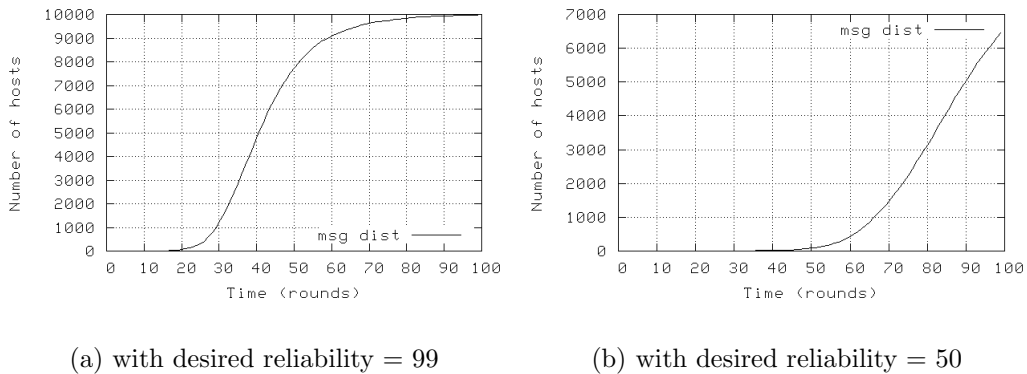 10000
9000
8000
7000
6000
5000
4000
3000
2000
1000
0
Number of hosts
msg dist
0 10 20 30 40 50 60 70 80 90 100
Time (rounds)
(a) with desired reliability = 99
7000
6000
5000
4000
3000
2000
1000
0
Number of hosts
msg dist
0 10 20 30 40 50 60 70 80 90 100
Time (rounds)
(b) with desired reliability = 50